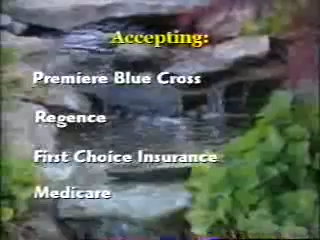 Accepting:
Premiere Blue Cross
Regence
First Choice Insurance
Medicare